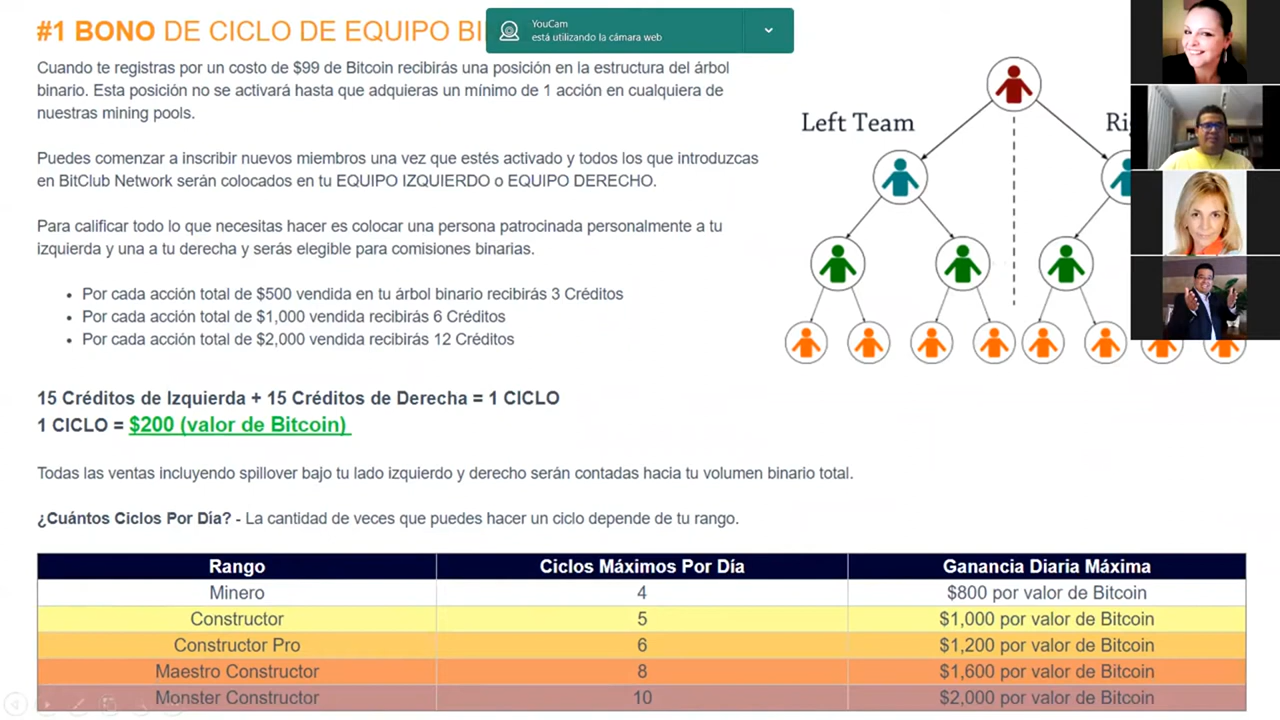 #1 BONO DE CICLO DE EQUIPO
YouCam
está utilizando la cámara web
Cuando te registras por un costo de $99 de Bitcoin recibirás una posición en la estructura del árbol
binario. Esta posición no se activará hasta que adquieras un mínimo de 1 acción en cualquiera de
nuestras mining pools.
Puedes comenzar a inscribir nuevos miembros una vez que estés activado y todos los que introduzcas
en BitClub Network serán colocados en tu EQUIPO IZQUIERDO o EQUIPO DERECHO.
Para calificar todo lo que necesitas hacer es colocar una persona patrocinada personalmente a tu
izquierda y una a tu derecha y serás elegible para comisiones binarias.
• Por cada acción total de $500 vendida en tu árbol binario recibirás 3 Créditos
• Por cada acción total de $1,000 vendida recibirás 6 Créditos
• Por cada acción total de $2,000 vendida recibirás 12 Créditos
Left Team
15 Créditos de Izquierda + 15 Créditos de Derecha = 1 CICLO
1 CICLO = $200 (valor de Bitcoin)
Todas las ventas incluyendo spillover bajo tu lado izquierdo y derecho serán contadas hacia tu volumen binario total.
¿Cuántos Ciclos Por Día? - La cantidad de veces que puedes hacer un ciclo depende de tu rango.
Rango Ciclos Máximos Por Día Ganancia Diaria Máxima
Minero 4 $800 por valor de Bitcoin
Constructor 5 $1,000 por valor de Bitcoin
Constructor Pro 6 $1,200 por valor de Bitcoin
Maestro Constructor 8 $1,600 por valor de Bitcoin
Monster Constructor 10 $2,000 por valor de Bitcoin